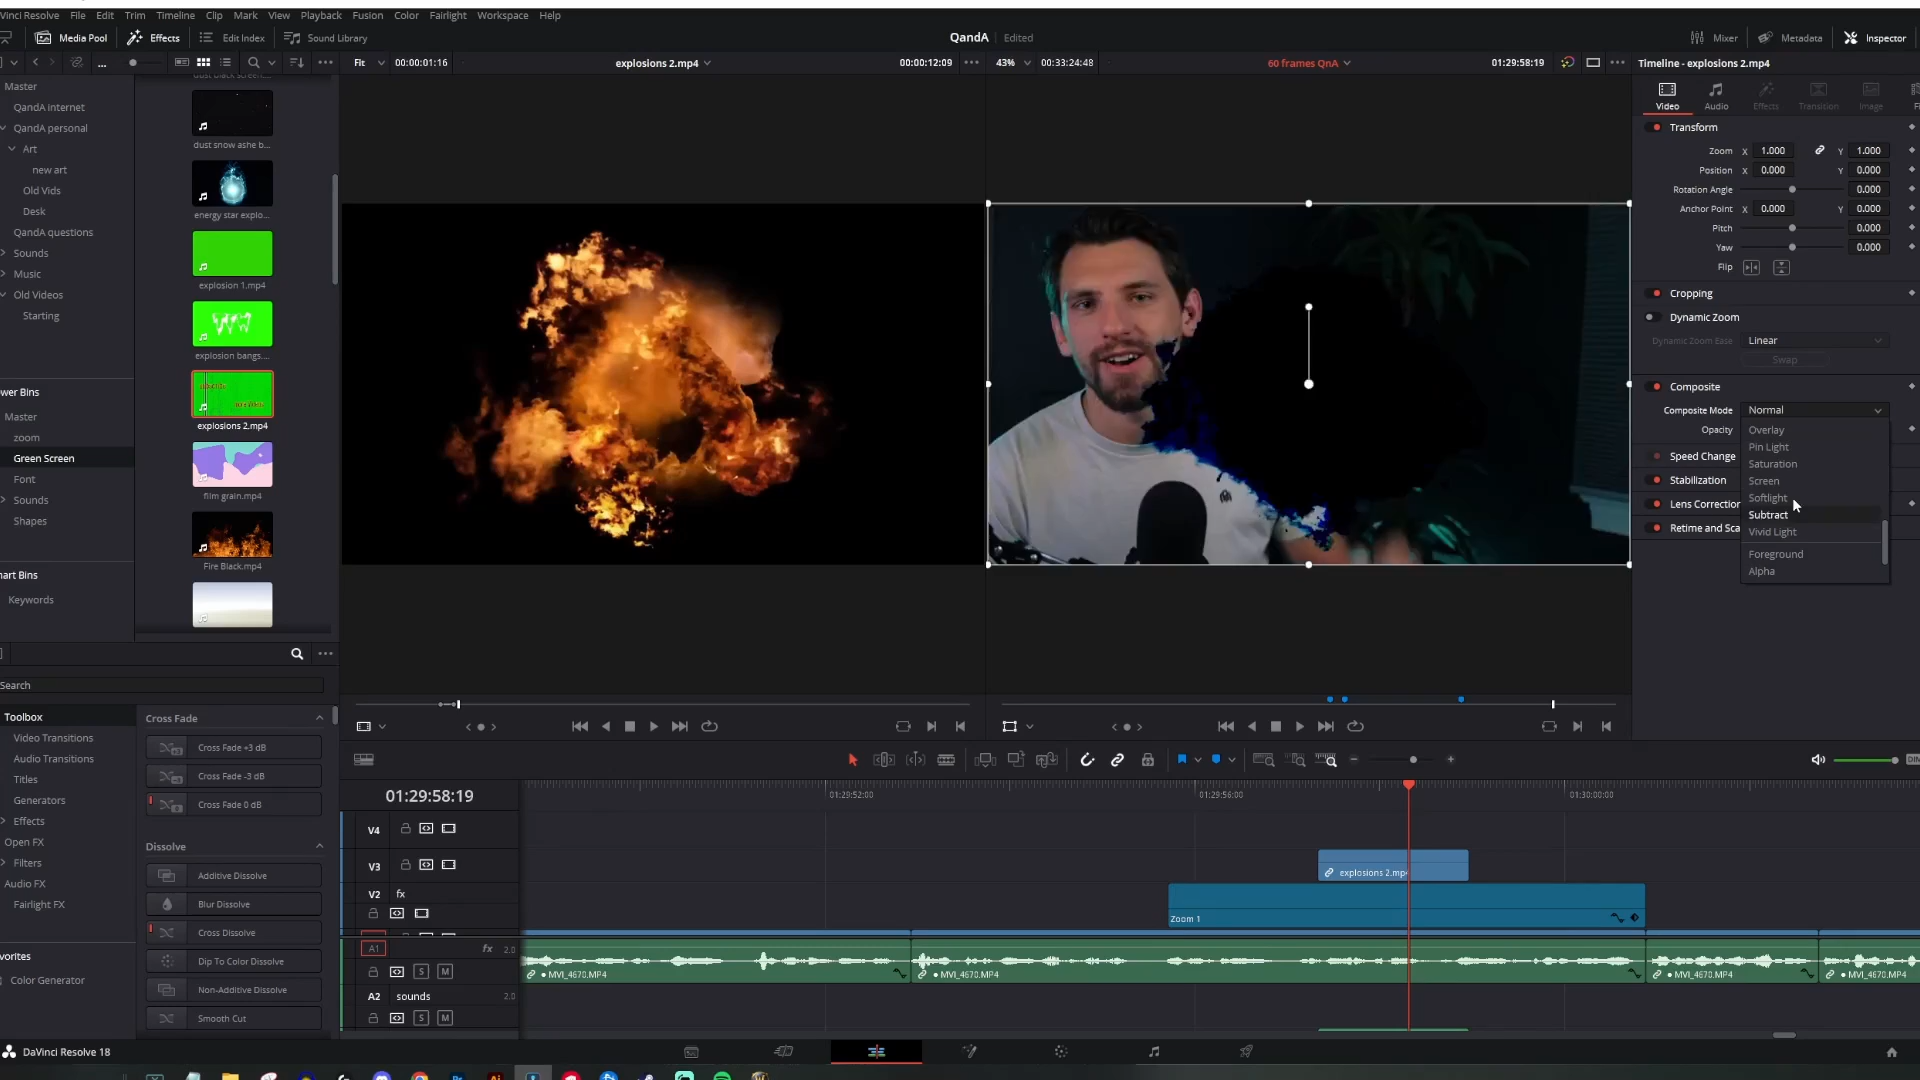 Vinci Resolve File Edit Trim Timeline Clip Mark View Playback Fusion Color Fairlight Workspace Help
Media Pool Effects Edit Index Sound Library QandA Edited Mixer Metadata Inspector
Fit 00:00:01:16 explosions 2.mp4 00:00:12:09 43% 00:33:24:48 60 frames QnA 01:29:58:19 Timeline - explosions 2.mp4
Master
QandA internet
QandA personal
Art
new art
Old Vids
Desk
QandA questions
Sounds
Music
Old Videos
Starting
dust snow ashe b...
energy star explo...
explosion 1.mp4
explosion bangs....
explosions 2.mp4
film grain.mp4
Fire Black.mp4
ower Bins
Master
zoom
Green Screen
Font
Sounds
Shapes
mart Bins
Keywords
Video Audio Effects Transition Image
Transform
Zoom X 1.000 Y 1.000
Position X 0.000 Y 0.000
Rotation Angle 0.000
Anchor Point X 0.000 Y 0.000
Pitch 0.000
Yaw 0.000
Flip
Cropping
Dynamic Zoom
Dynamic Zoom Ease Linear
Swap
Composite
Composite Mode Normal
Opacity
Overlay
Pin Light
Saturation
Screen
Softlight
Subtract
Vivid Light
Foreground
Alpha
Speed Change
Stabilization
Lens Correction
Retime and Sca
Search
Toolbox
Video Transitions
Audio Transitions
Titles
Generators
Effects
Open FX
Filters
Audio FX
Fairlight FX
vorites
Color Generator
Cross Fade
Cross Fade +3 dB
Cross Fade -3 dB
Cross Fade 0 dB
Dissolve
Additive Dissolve
Blur Dissolve
Cross Dissolve
Dip To Color Dissolve
Non-Additive Dissolve
Smooth Cut
DIM
01:29:58:19 01:29:52:00 01:29:56:00 01:30:00:00
V4
V3
explosions 2.mp4
V2 fx
Zoom 1
A1 fx 2.0
S M
MVI_4670.MP4 MVI_4670.MP4 MVI_4670.MP4 MVI_4670.MP4
A2 sounds 2.0
S M
DaVinci Resolve 18